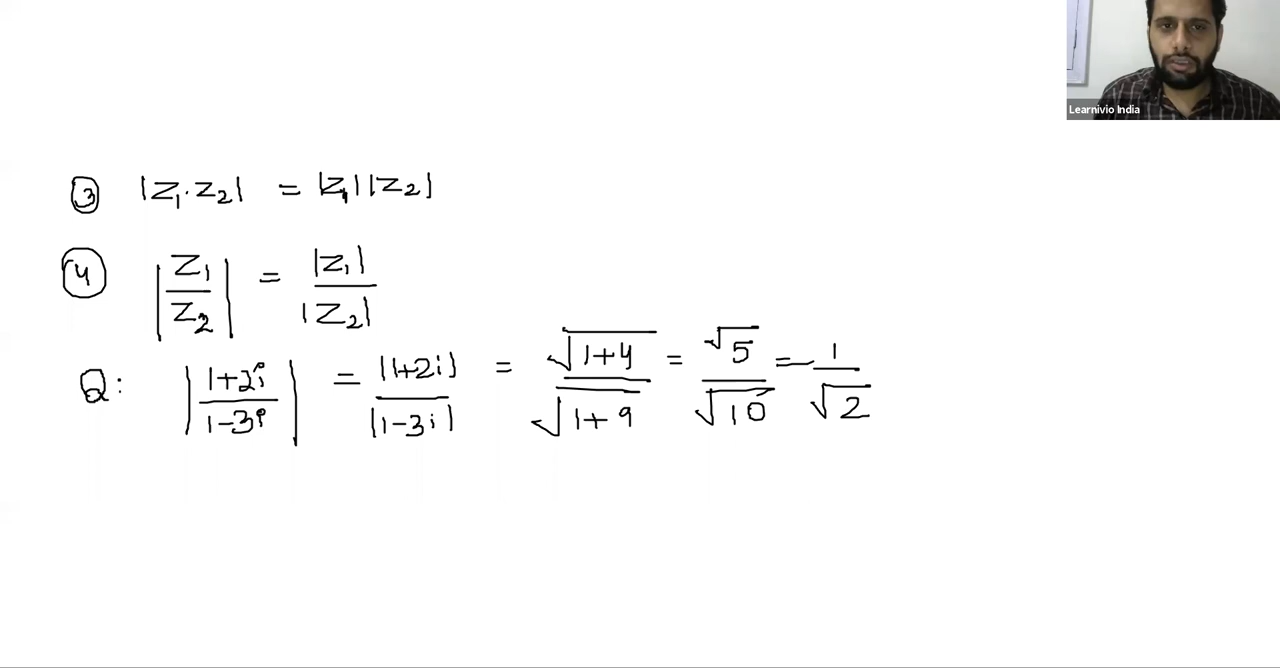 Learnivio India
③ |z₁·z₂| = |z₁||z₂|
④ |z₁/z₂| = |z₁|/|z₂|
Q: |(1+2i)/(1-3i)| = |1+2i|/|1-3i| = √(1+4)/√(1+9) = √5/√10 = 1/√2